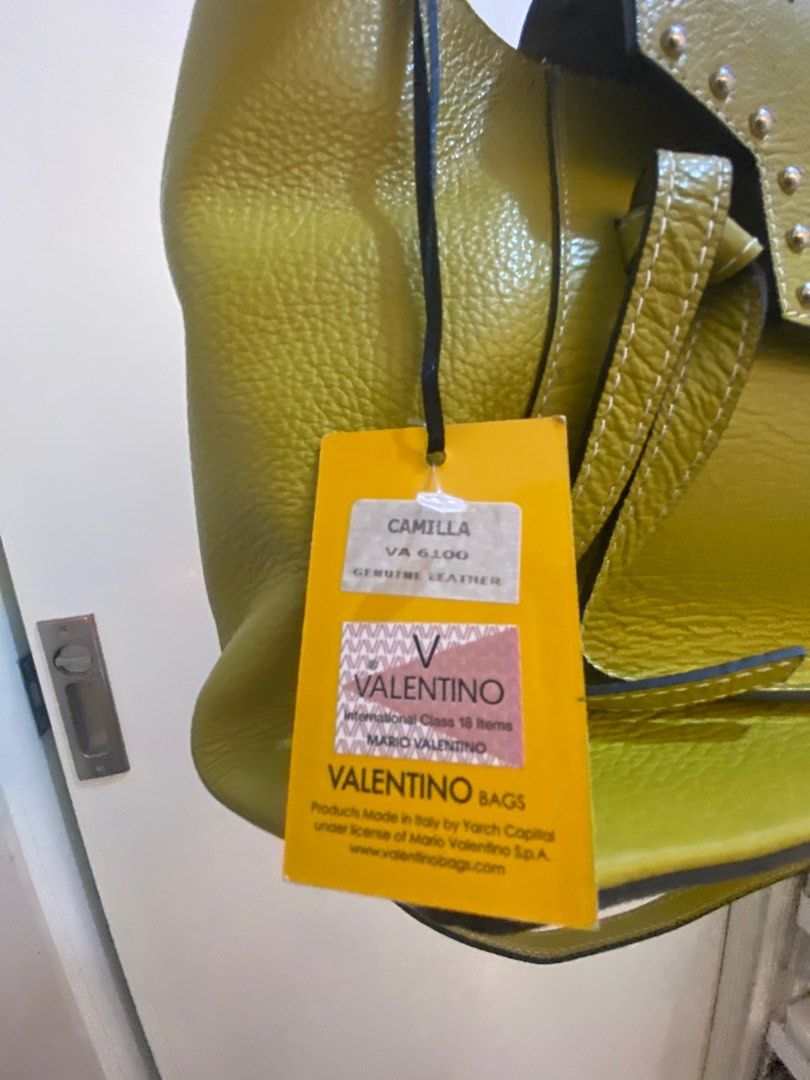 CAMILLA
VA 6100
GENUINE LEATHER
V
®
VALENTINO
International Class 18 Items
MARIO VALENTINO
VALENTINO BAGS
Products Made in Italy by Yarch Capital
under license of Mario Valentino S.p.A.
www.valentinobags.com